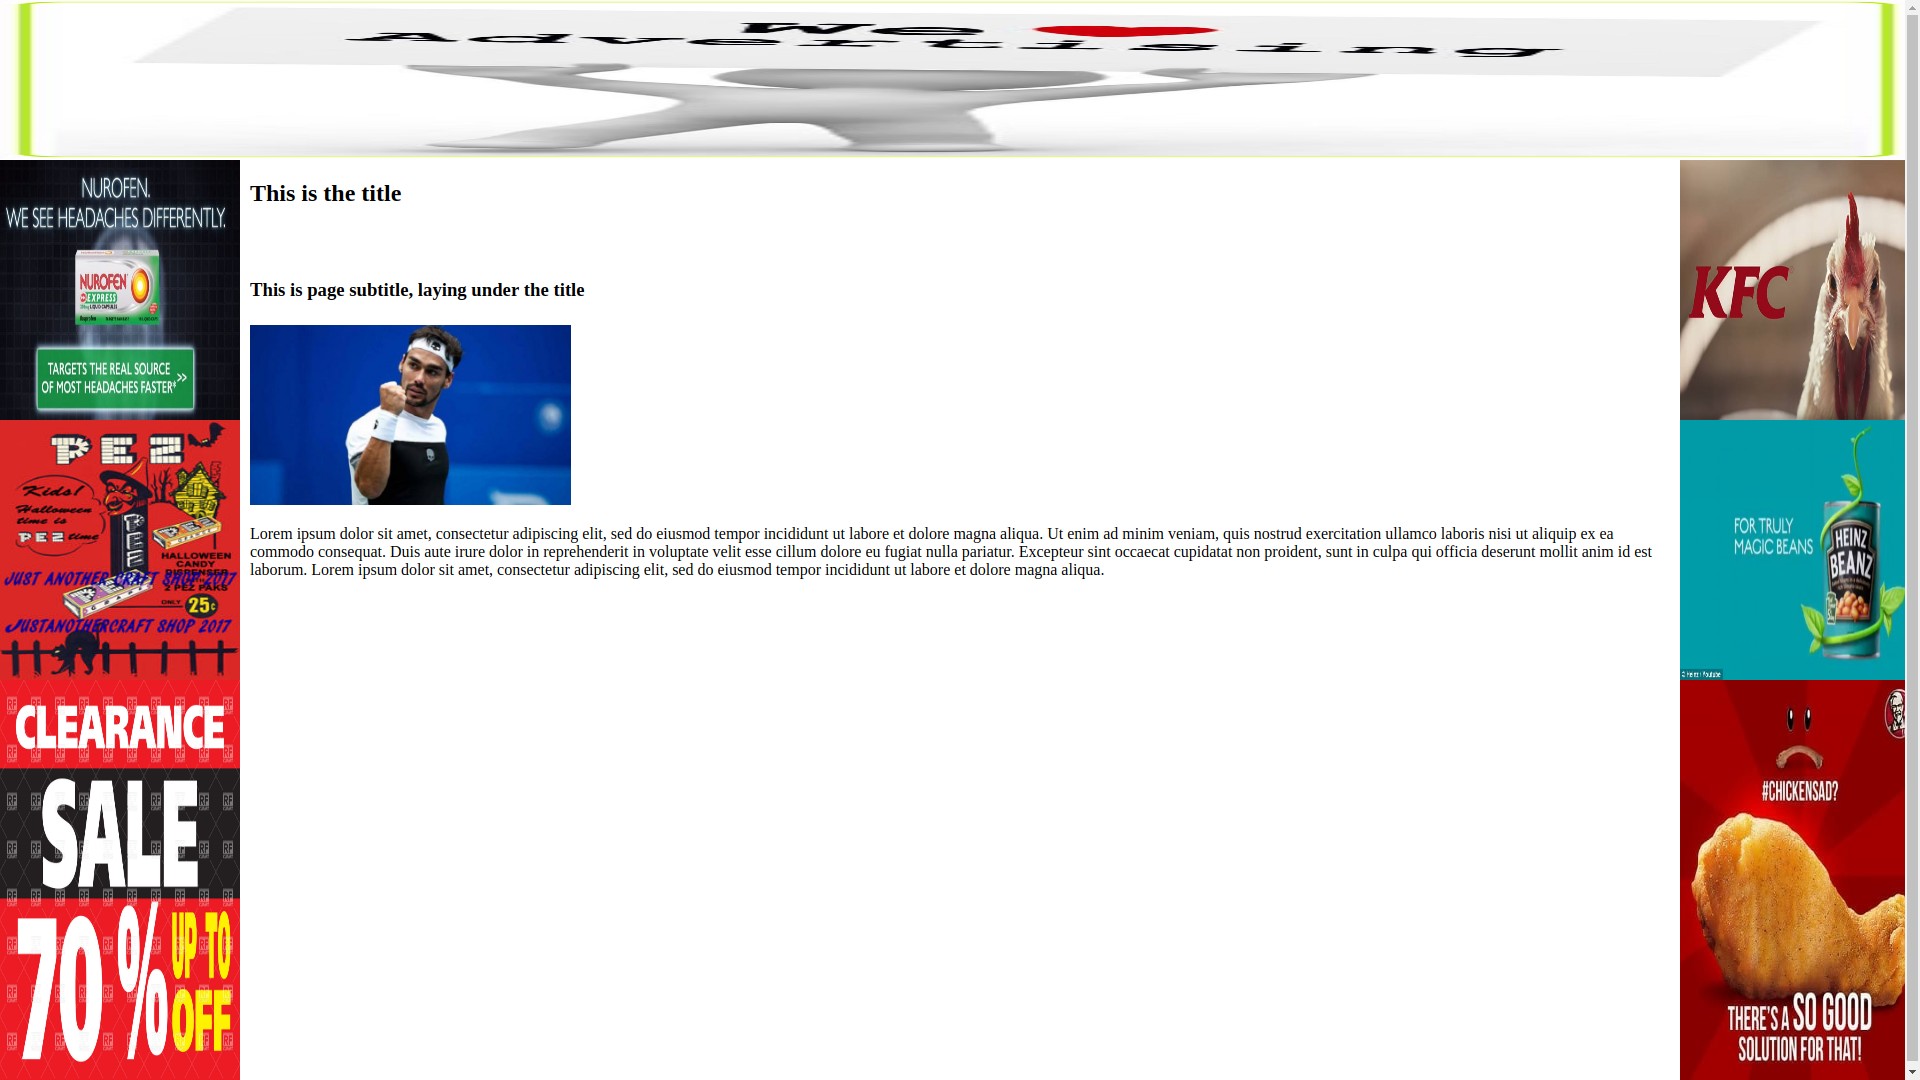 We
Advertising
NUROFEN.
WE SEE HEADACHES DIFFERENTLY.
NUROFEN
EXPRESS
TARGETS THE REAL SOURCE
OF MOST HEADACHES FASTER*
»
PEZ
Kids!
Halloween
time is
PEZ time
PEZ
PEZ
HALLOWEEN
CANDY
DISPENSER
2 PEZ PAKS
ONLY 25¢
JUST ANOTHER CRAFT SHOP 2017
JUSTANOTHERCRAFT SHOP 2017
CLEARANCE
SALE
70% UP TO
OFF
This is the title
This is page subtitle, laying under the title
Lorem ipsum dolor sit amet, consectetur adipiscing elit, sed do eiusmod tempor incididunt ut labore et dolore magna aliqua. Ut enim ad minim veniam, quis nostrud exercitation ullamco laboris nisi ut aliquip ex ea
commodo consequat. Duis aute irure dolor in reprehenderit in voluptate velit esse cillum dolore eu fugiat nulla pariatur. Excepteur sint occaecat cupidatat non proident, sunt in culpa qui officia deserunt mollit anim id est
laborum. Lorem ipsum dolor sit amet, consectetur adipiscing elit, sed do eiusmod tempor incididunt ut labore et dolore magna aliqua.
KFC
FOR TRULY
MAGIC BEANS
HEINZ
BEANZ
© Heinz / Youtube
#CHICKENSAD?
THERE'S A SO GOOD
SOLUTION FOR THAT!